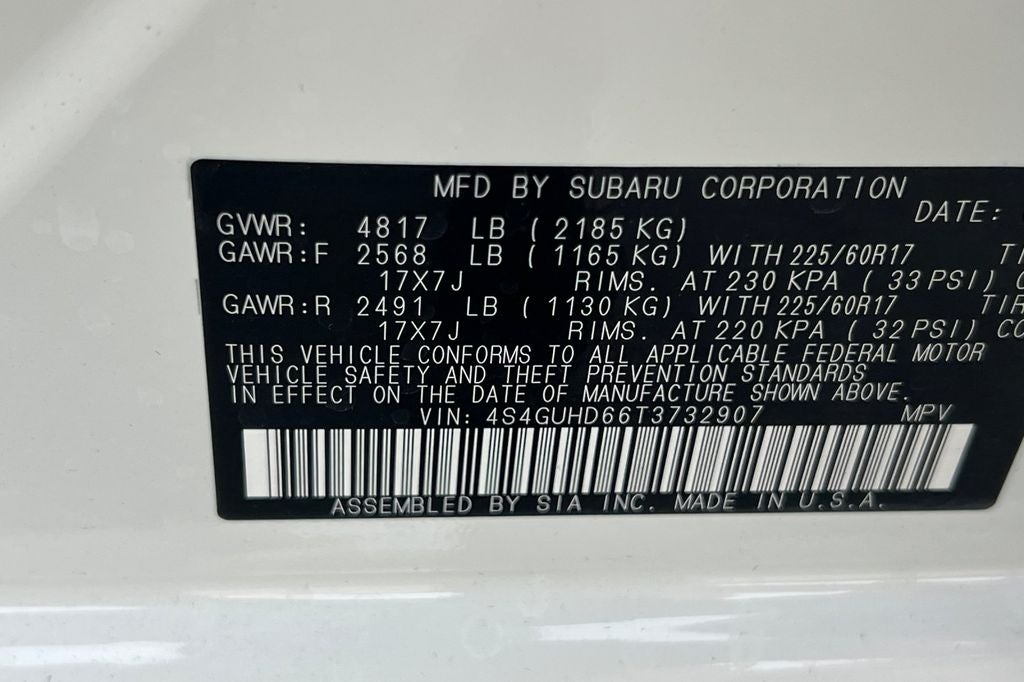 MFD BY SUBARU CORPORATION
DATE:
GVWR: 4817 LB ( 2185 KG)
GAWR: F 2568 LB ( 1165 KG) WITH 225/60R17
17X7J RIMS. AT 230 KPA ( 33 PSI)
GAWR: R 2491 LB ( 1130 KG) WITH 225/60R17 TIR
17X7J RIMS. AT 220 KPA ( 32 PSI) CO
THIS VEHICLE CONFORMS TO ALL APPLICABLE FEDERAL MOTOR
VEHICLE SAFETY AND THEFT PREVENTION STANDARDS
IN EFFECT ON THE DATE OF MANUFACTURE SHOWN ABOVE.
VIN: 4S4GUHD66T3732907 MPV
ASSEMBLED BY SIA INC. MADE IN U.S.A.